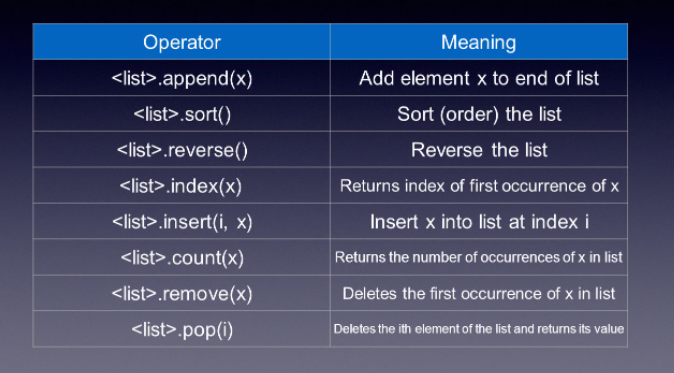 Operator Meaning
<list>.append(x) Add element x to end of list
<list>.sort() Sort (order) the list
<list>.reverse() Reverse the list
<list>.index(x) Returns index of first occurrence of x
<list>.insert(i, x) Insert x into list at index i
<list>.count(x) Returns the number of occurrences of x in list
<list>.remove(x) Deletes the first occurrence of x in list
<list>.pop(i) Deletes the ith element of the list and returns its value